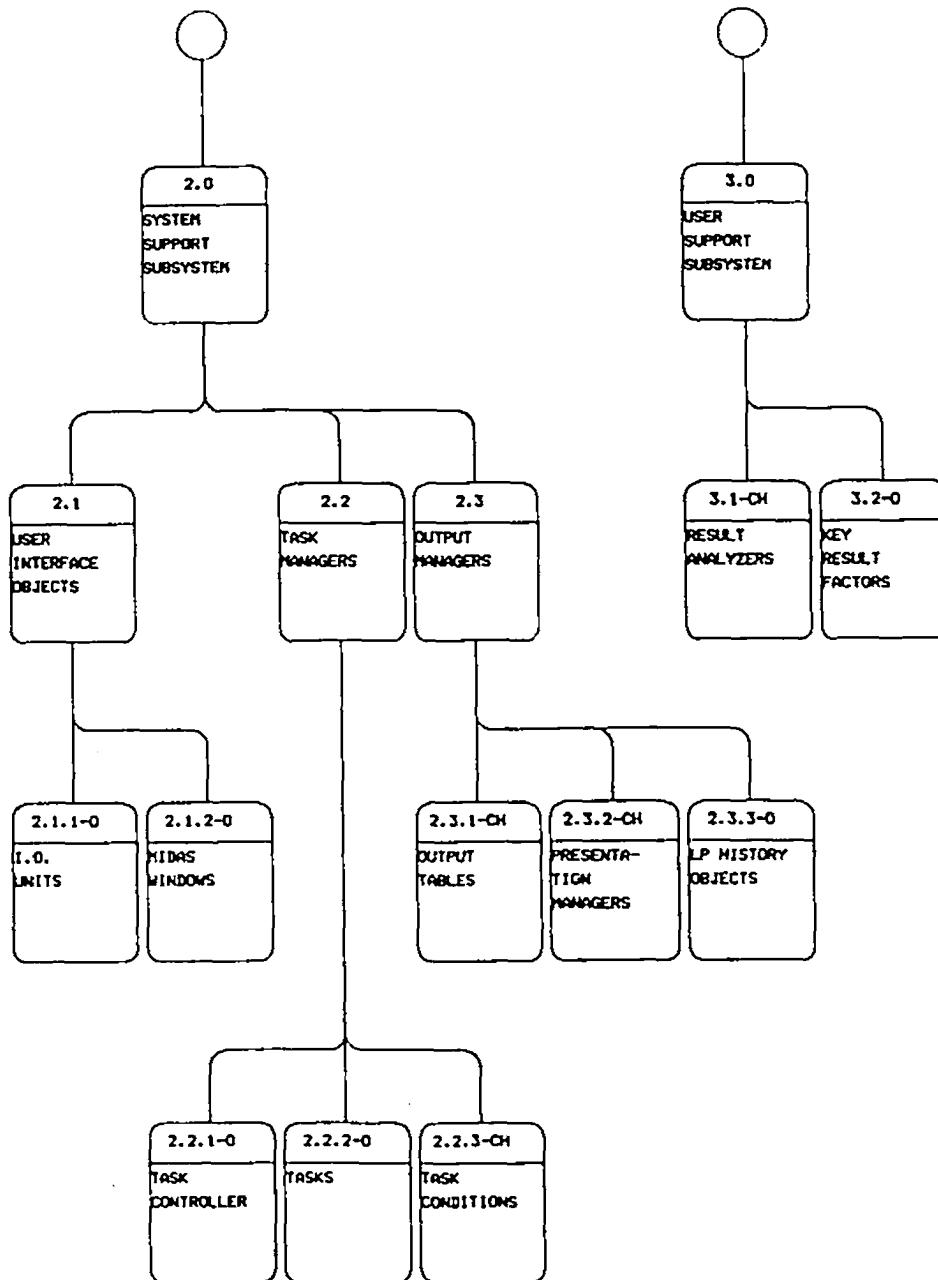 2.0
SYSTEM
SUPPORT
SUBSYSTEM
3.0
USER
SUPPORT
SUBSYSTEM
2.1
USER
INTERFACE
OBJECTS
2.2
TASK
MANAGERS
2.3
OUTPUT
MANAGERS
3.1-CH
RESULT
ANALYZERS
3.2-O
KEY
RESULT
FACTORS
2.1.1-O
I.O.
UNITS
2.1.2-O
MIDAS
WINDOWS
2.3.1-CH
OUTPUT
TABLES
2.3.2-CH
PRESENTA-
TION
MANAGERS
2.3.3-O
LP HISTORY
OBJECTS
2.2.1-O
TASK
CONTROLLER
2.2.2-O
TASKS
2.2.3-CH
TASK
CONDITIONS